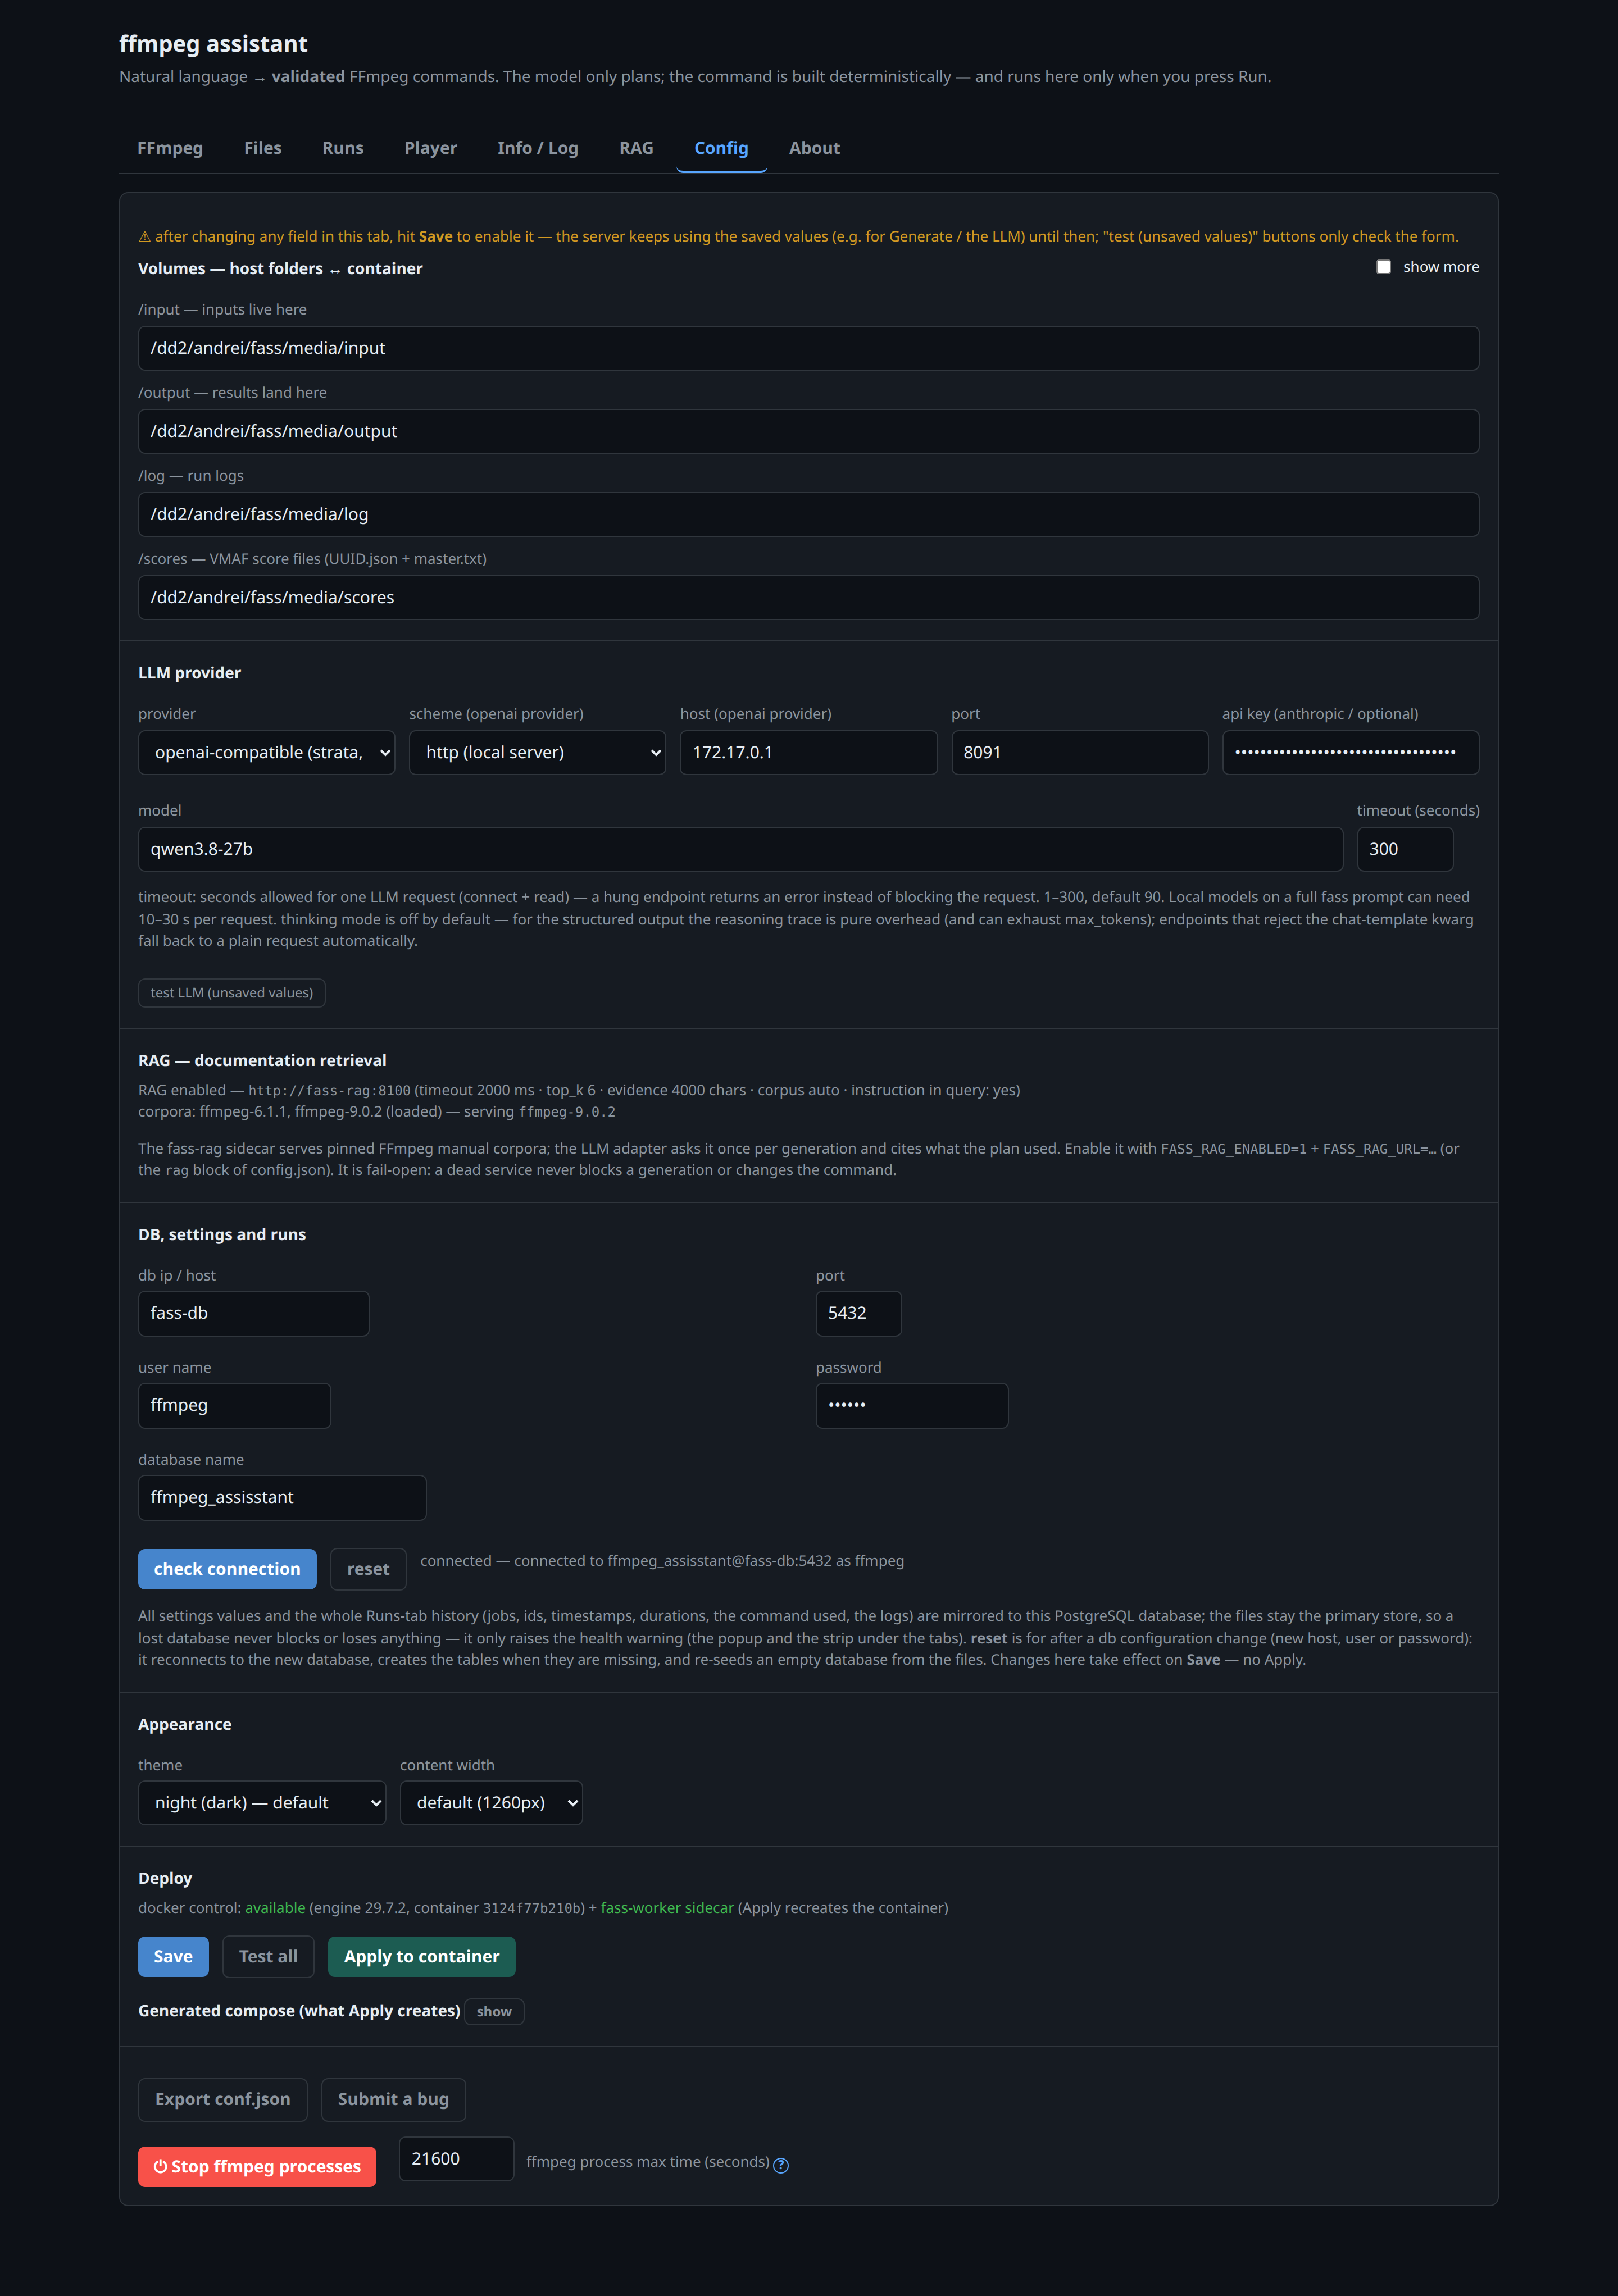 ffmpeg assistant
Natural language → validated FFmpeg commands. The model only plans; the command is built deterministically — and runs here only when you press Run.
FFmpeg Files Runs Player Info / Log RAG Config About
⚠ after changing any field in this tab, hit Save to enable it — the server keeps using the saved values (e.g. for Generate / the LLM) until then; "test (unsaved values)" buttons only check the form.
Volumes — host folders ↔ container show more
/input — inputs live here
/dd2/andrei/fass/media/input
/output — results land here
/dd2/andrei/fass/media/output
/log — run logs
/dd2/andrei/fass/media/log
/scores — VMAF score files (UUID.json + master.txt)
/dd2/andrei/fass/media/scores
LLM provider
provider scheme (openai provider) host (openai provider) port api key (anthropic / optional)
openai-compatible (strata, http (local server) 172.17.0.1 8091 •••••••••••••••••••••••••••••••••••
model timeout (seconds)
qwen3.8-27b 300
timeout: seconds allowed for one LLM request (connect + read) — a hung endpoint returns an error instead of blocking the request. 1–300, default 90. Local models on a full fass prompt can need
10–30 s per request. thinking mode is off by default — for the structured output the reasoning trace is pure overhead (and can exhaust max_tokens); endpoints that reject the chat-template kwarg
fall back to a plain request automatically.
test LLM (unsaved values)
RAG — documentation retrieval
RAG enabled — http://fass-rag:8100 (timeout 2000 ms · top_k 6 · evidence 4000 chars · corpus auto · instruction in query: yes)
corpora: ffmpeg-6.1.1, ffmpeg-9.0.2 (loaded) — serving ffmpeg-9.0.2
The fass-rag sidecar serves pinned FFmpeg manual corpora; the LLM adapter asks it once per generation and cites what the plan used. Enable it with FASS_RAG_ENABLED=1 + FASS_RAG_URL=… (or
the rag block of config.json). It is fail-open: a dead service never blocks a generation or changes the command.
DB, settings and runs
db ip / host port
fass-db 5432
user name password
ffmpeg ••••••
database name
ffmpeg_assisstant
check connection reset connected — connected to ffmpeg_assisstant@fass-db:5432 as ffmpeg
All settings values and the whole Runs-tab history (jobs, ids, timestamps, durations, the command used, the logs) are mirrored to this PostgreSQL database; the files stay the primary store, so a
lost database never blocks or loses anything — it only raises the health warning (the popup and the strip under the tabs). reset is for after a db configuration change (new host, user or password):
it reconnects to the new database, creates the tables when they are missing, and re-seeds an empty database from the files. Changes here take effect on Save — no Apply.
Appearance
theme content width
night (dark) — default default (1260px)
Deploy
docker control: available (engine 29.7.2, container 3124f77b210b) + fass-worker sidecar (Apply recreates the container)
Save Test all Apply to container
Generated compose (what Apply creates) show
Export conf.json Submit a bug
⏻ Stop ffmpeg processes 21600 ffmpeg process max time (seconds) ?